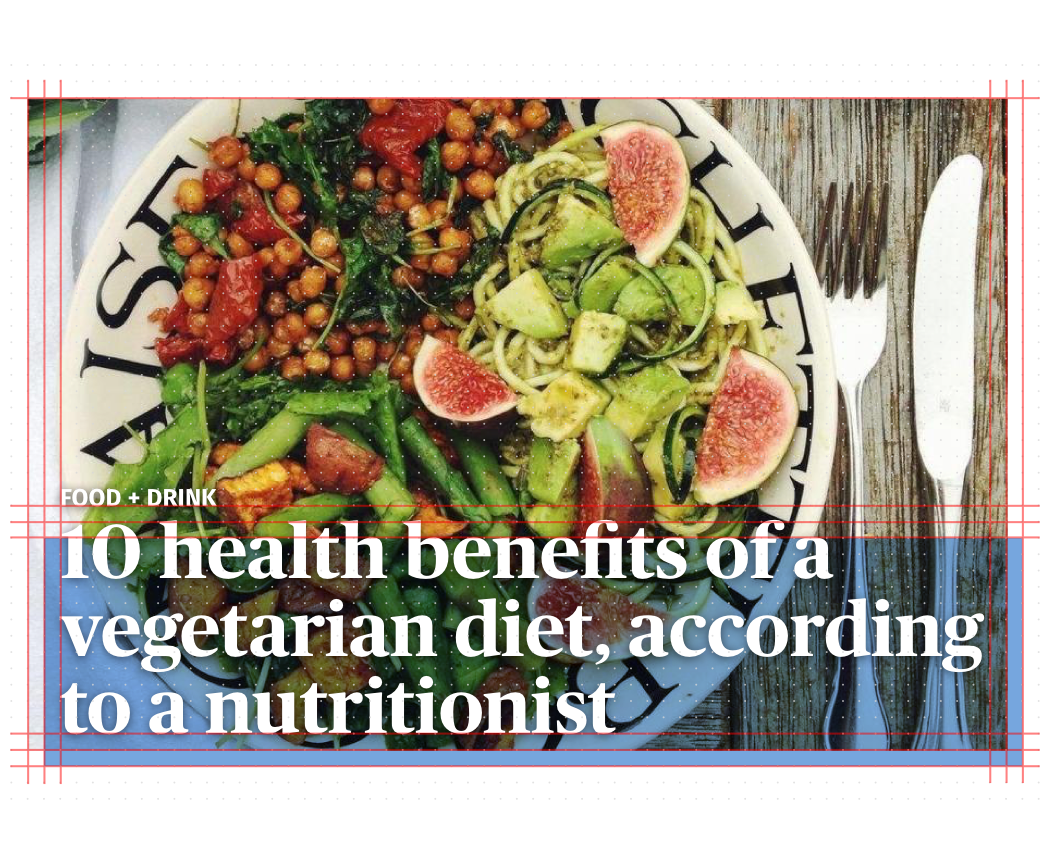 FOOD + DRINK
10 health benefits of a
vegetarian diet, according
to a nutritionist